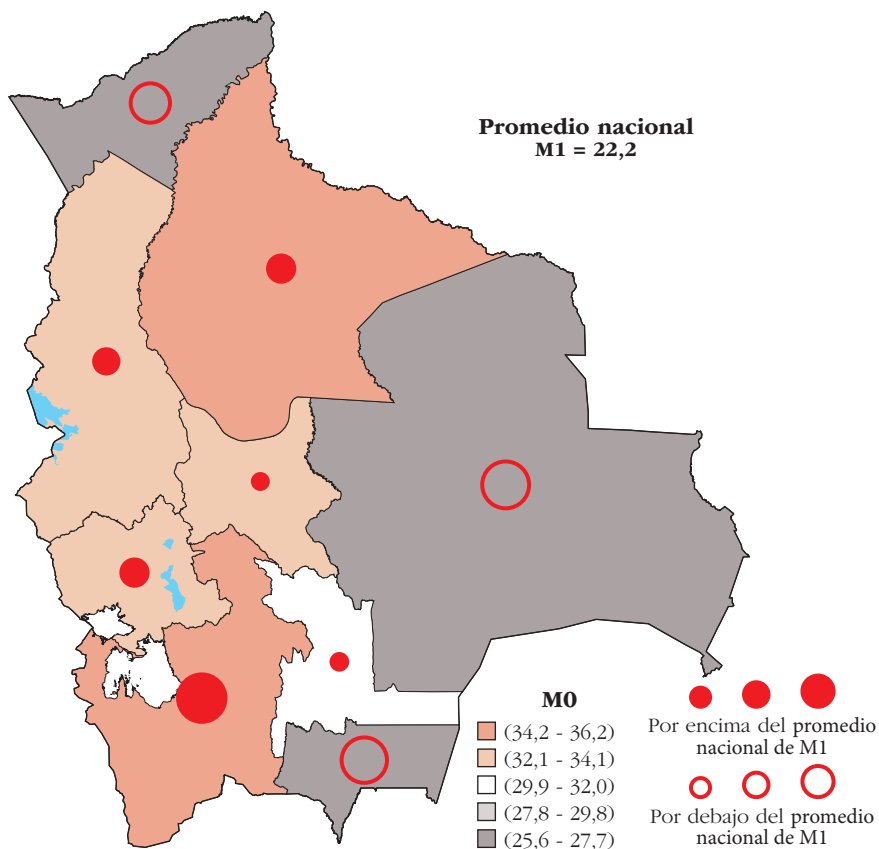 Promedio nacional
M1 = 22,2
M0
(34,2 - 36,2)
(32,1 - 34,1)
(29,9 - 32,0)
(27,8 - 29,8)
(25,6 - 27,7)
Por encima del promedio
nacional de M1
Por debajo del promedio
nacional de M1